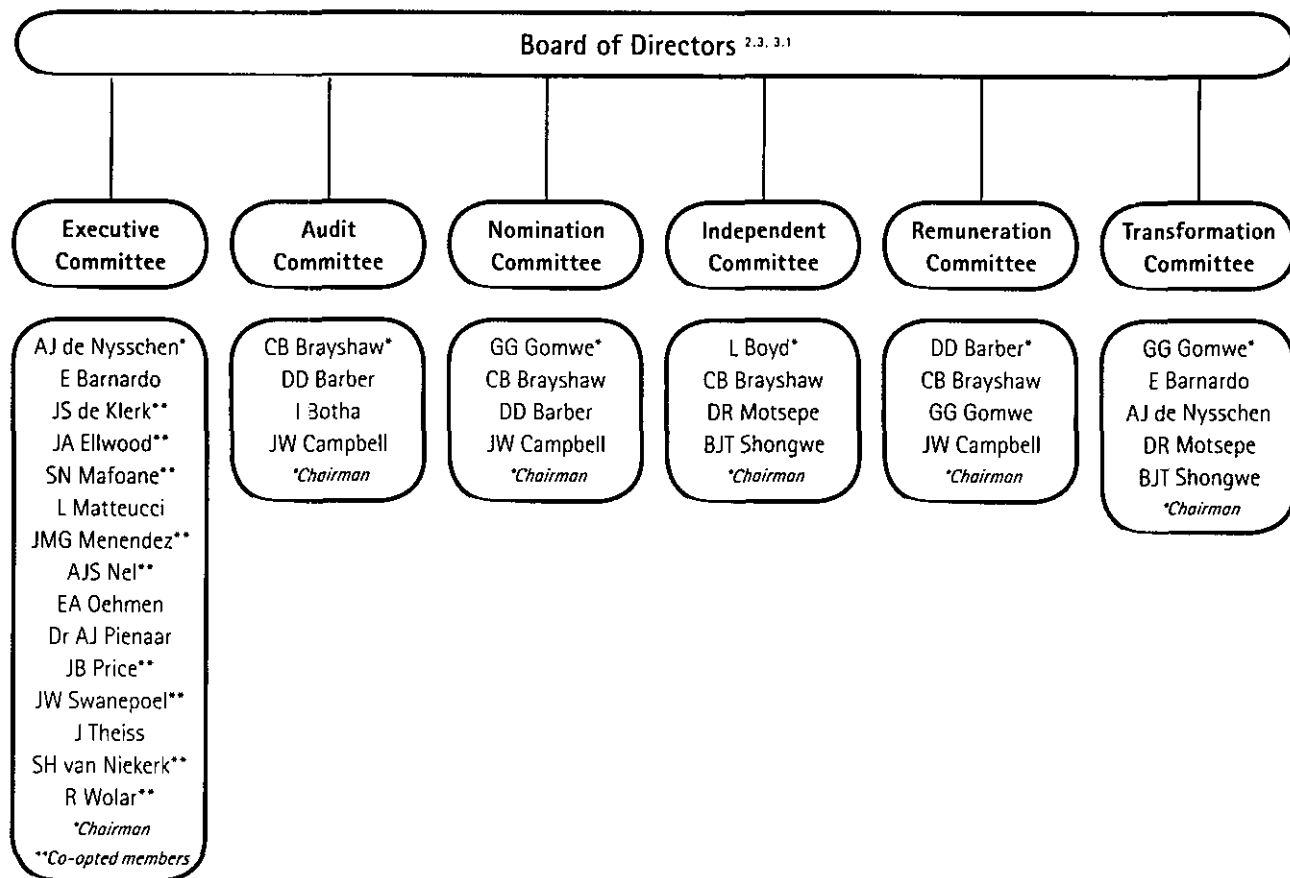 Board of Directors 2.3, 3.1
Executive
Committee
AJ de Nysschen*
E Barnardo
JS de Klerk**
JA Ellwood**
SN Mafoane**
L Matteucci
JMG Menendez**
AJS Nel**
EA Oehmen
Dr AJ Pienaar
JB Price**
JW Swanepoel**
J Theiss
SH van Niekerk**
R Wolar**
*Chairman
**Co-opted members
Audit
Committee
CB Brayshaw*
DD Barber
I Botha
JW Campbell
*Chairman
Nomination
Committee
GG Gomwe*
CB Brayshaw
DD Barber
JW Campbell
*Chairman
Independent
Committee
L Boyd*
CB Brayshaw
DR Motsepe
BJT Shongwe
*Chairman
Remuneration
Committee
DD Barber*
CB Brayshaw
GG Gomwe
JW Campbell
*Chairman
Transformation
Committee
GG Gomwe*
E Barnardo
AJ de Nysschen
DR Motsepe
BJT Shongwe
*Chairman